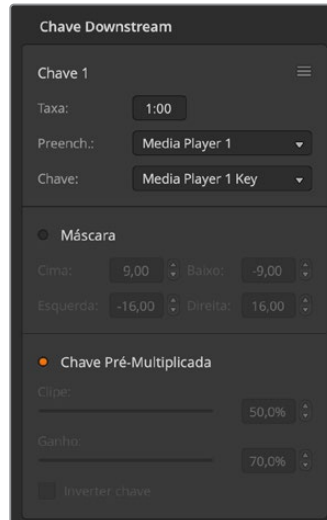 Chave Downstream
Chave 1
Taxa: 1:00
Preench.: Media Player 1
Chave: Media Player 1 Key
Máscara
Cima: 9,00 Baixo: -9,00
Esquerda: -16,00 Direita: 16,00
Chave Pré-Multiplicada
Clipe:
50,0%
Ganho:
70,0%
Inverter chave